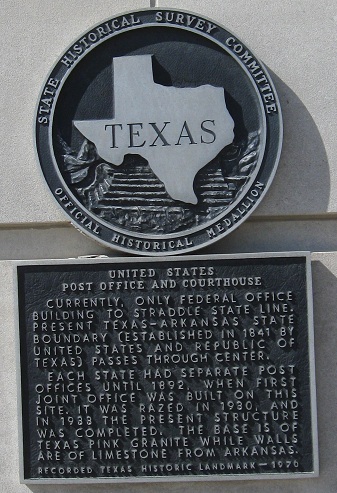 STATE HISTORICAL SURVEY COMMITTEE
TEXAS
OFFICIAL HISTORICAL MEDALLION
UNITED STATES
POST OFFICE AND COURTHOUSE
CURRENTLY, ONLY FEDERAL OFFICE
BUILDING TO STRADDLE STATE LINE.
PRESENT TEXAS-ARKANSAS STATE
BOUNDARY (ESTABLISHED IN 1841 BY
UNITED STATES AND REPUBLIC OF
TEXAS) PASSES THROUGH CENTER.
EACH STATE HAD SEPARATE POST
OFFICES UNTIL 1892, WHEN FIRST
JOINT OFFICE WAS BUILT ON THIS
SITE. IT WAS RAZED IN 1930, AND
IN 1933 THE PRESENT STRUCTURE
WAS COMPLETED. THE BASE IS OF
TEXAS PINK GRANITE WHILE WALLS
ARE OF LIMESTONE FROM ARKANSAS.
RECORDED TEXAS HISTORIC LANDMARK-1970